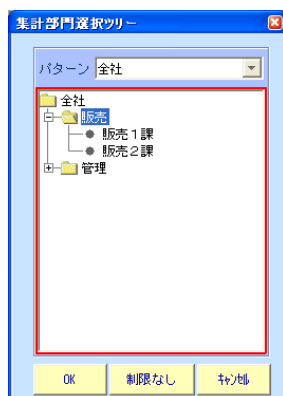 集計部門選択ツリー
パターン 全社
全社
販売
販売１課
販売２課
管理
OK 制限なし ｷｬﾝｾﾙ